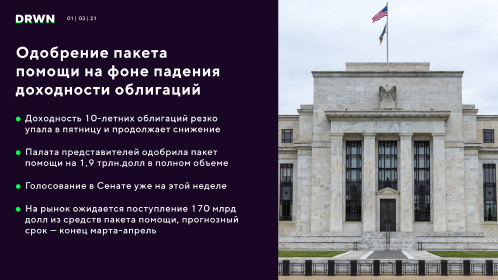 DRWN
01 | 03 | 21
Одобрение пакета
помощи на фоне падения
доходности облигаций
Доходность 10-летних облигаций резко
упала в пятницу и продолжает снижение
Палата представителей одобрила пакет
помощи на 1,9 трлн.долл в полном объеме
Голосование в Сенате уже на этой неделе
На рынок ожидается поступление 170 млрд
долл из средств пакета помощи, прогнозный
срок — конец марта-апрель